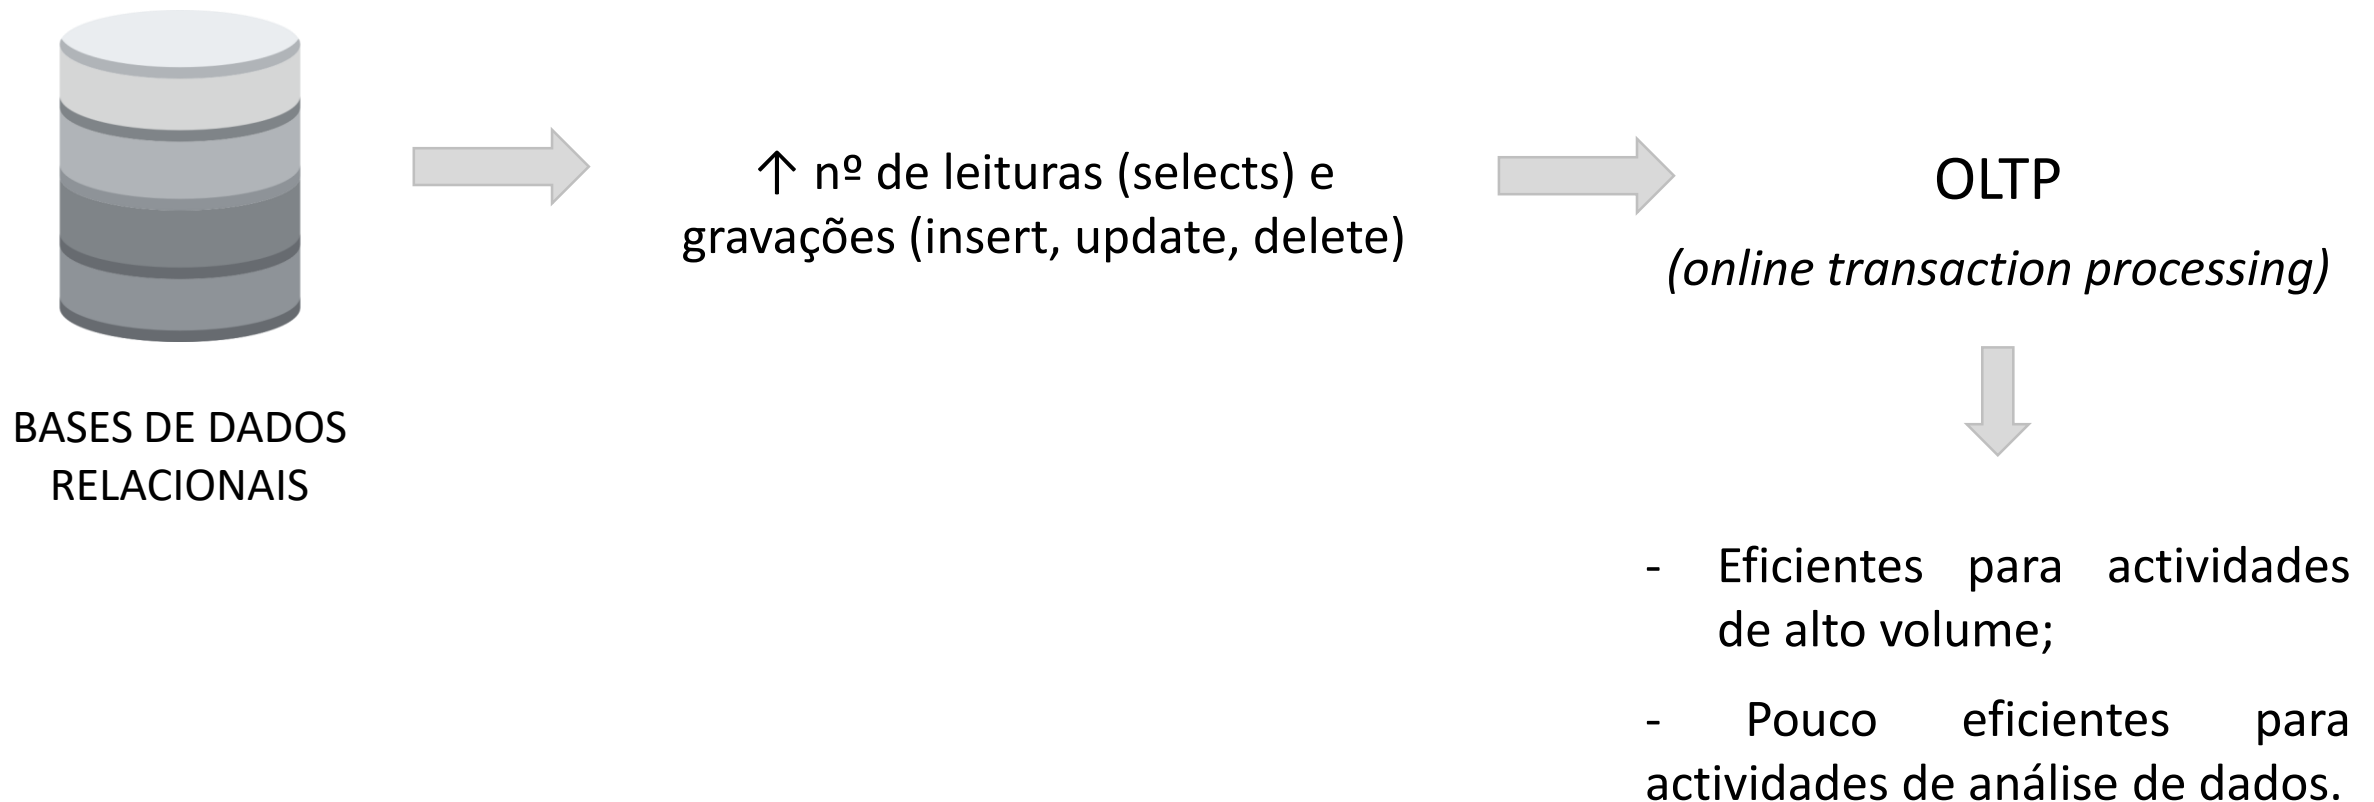 BASES DE DADOS
RELACIONAIS
↑ nº de leituras (selects) e
gravações (insert, update, delete)
OLTP
(online transaction processing)
- Eficientes para actividades
de alto volume;
- Pouco eficientes para
actividades de análise de dados.